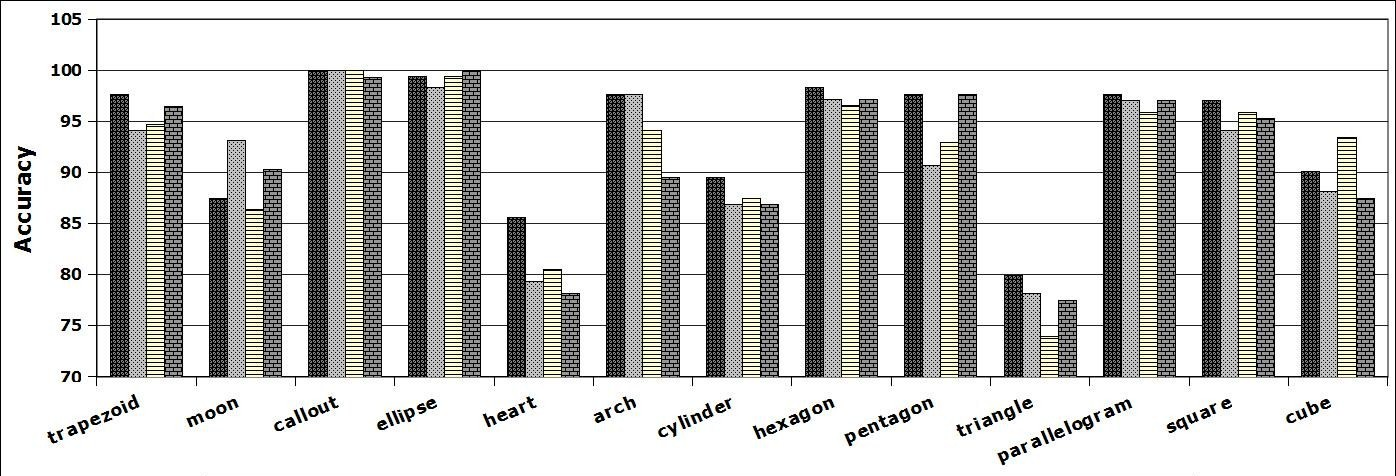 105
100
95
90
85
80
75
70
Accuracy
trapezoid
moon
callout
ellipse
heart
arch
cylinder
hexagon
pentagon
triangle
parallelogram
square
cube